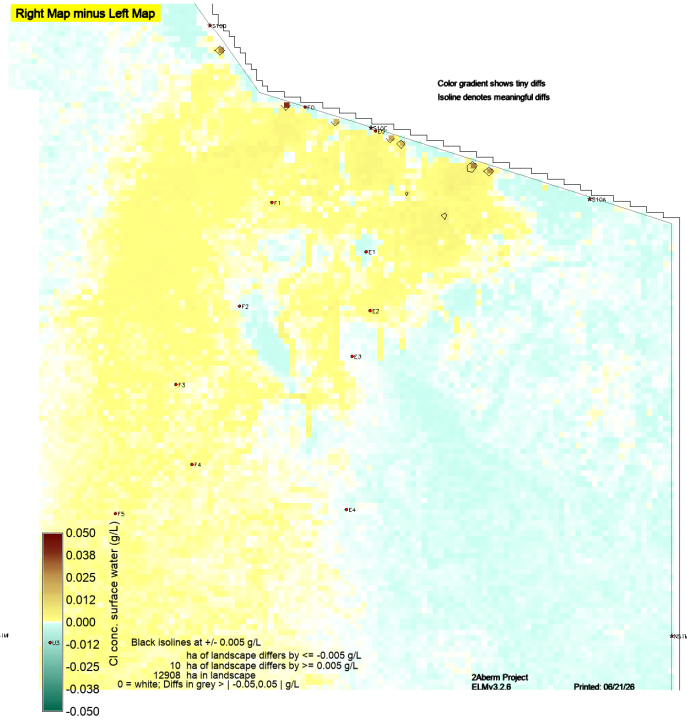 Right Map minus Left Map
S10D
Color gradient shows tiny diffs
Isoline denotes meaningful diffs
F0
S10C
E0
S10A
F1
E1
F2
E2
E3
F3
F4
E4
F5
0.050
0.038
0.025
0.012
0.000
-0.012
-0.025
-0.038
-0.050
Cl conc. surface water (g/L)
U3
Black isolines at +/- 0.005 g/L
ha of landscape differs by <= -0.005 g/L
10 ha of landscape differs by >= 0.005 g/L
12908 ha in landscape
0 = white; Diffs in grey > | -0.05,0.05 | g/L
2Aberm Project
ELMv3.2.6
Printed: 06/21/26